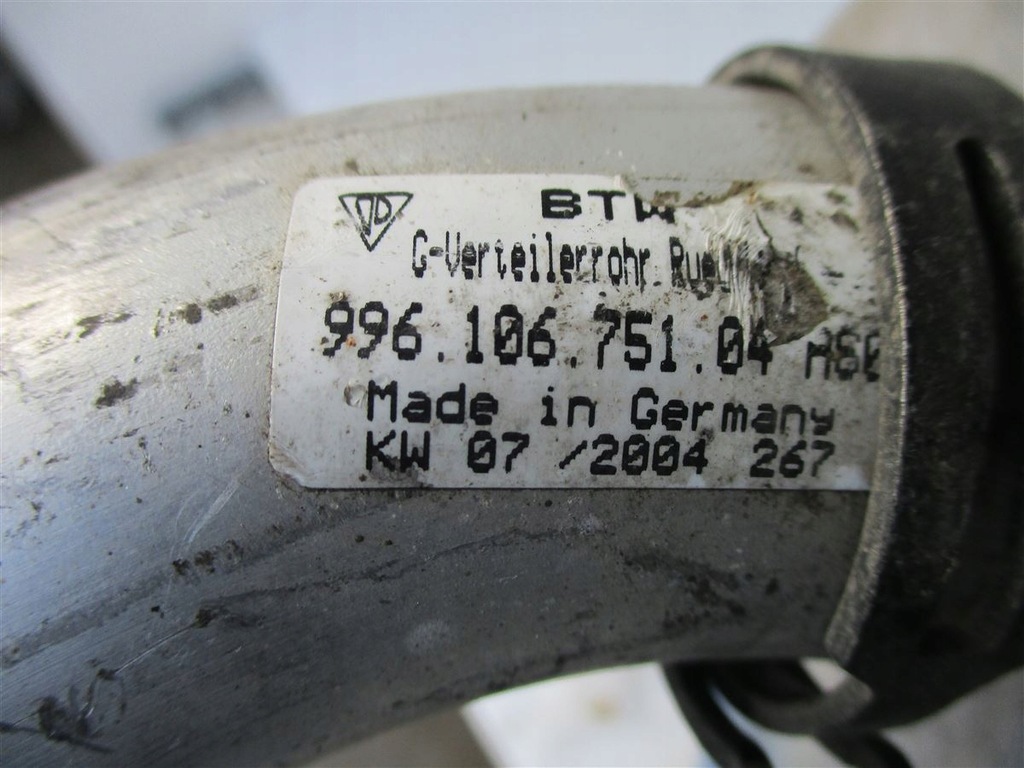 BTW
G-Verteilerrohr
996.106.751.04
Made in Germany
KW 07 /2004 267